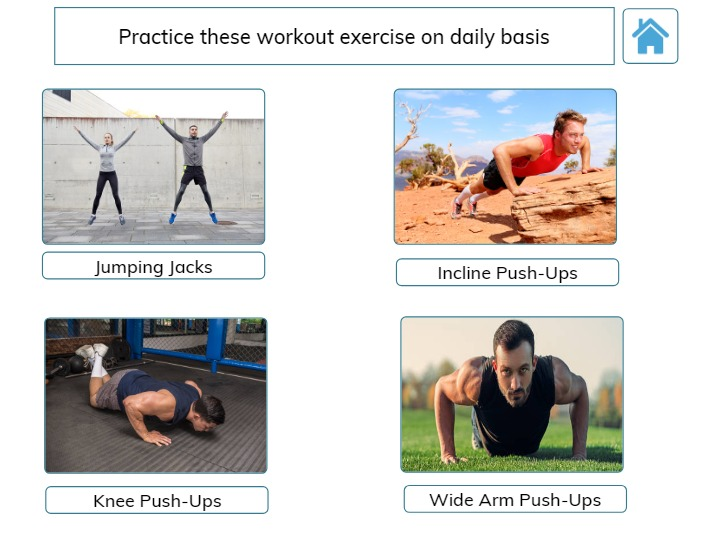 Practice these workout exercise on daily basis
Jumping Jacks
Incline Push-Ups
Knee Push-Ups
Wide Arm Push-Ups